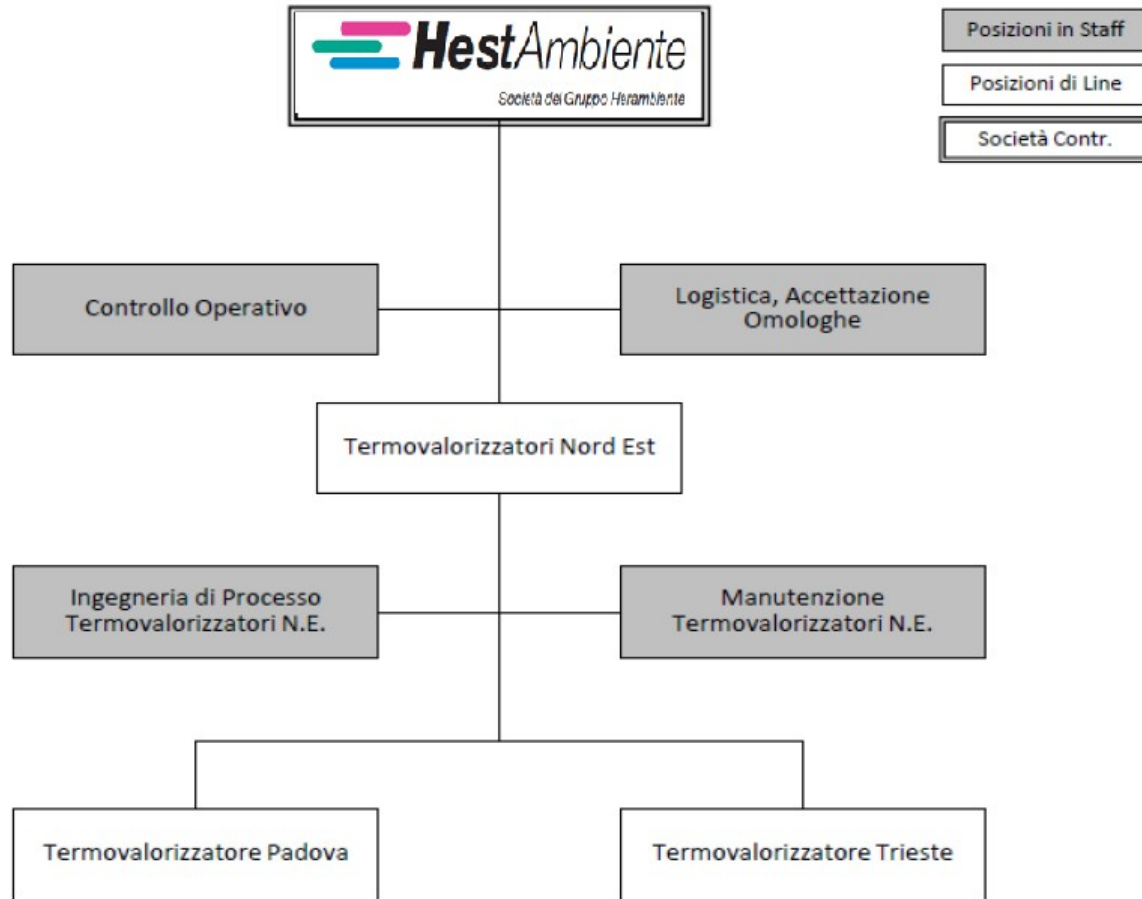 HestAmbiente
Società del Gruppo Herambiente
Posizioni in Staff
Posizioni di Line
Società Contr.
Controllo Operativo
Logistica, Accettazione
Omologhe
Termovalorizzatori Nord Est
Ingegneria di Processo
Termovalorizzatori N.E.
Manutenzione
Termovalorizzatori N.E.
Termovalorizzatore Padova
Termovalorizzatore Trieste